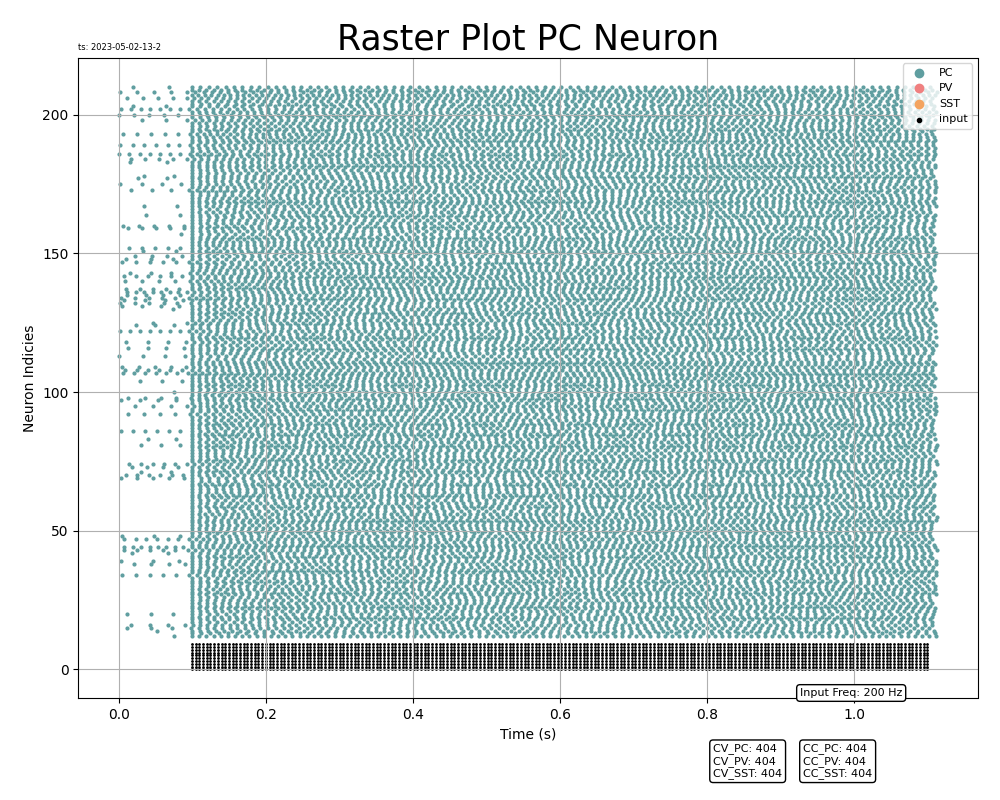 Raster Plot PC Neuron
ts: 2023-05-02-13-2
PC
PV
SST
input
200
150
100
50
0
Neuron Indicies
0.0 0.2 0.4 0.6 0.8 1.0
Time (s)
Input Freq: 200 Hz
CV_PC: 404
CV_PV: 404
CV_SST: 404
CC_PC: 404
CC_PV: 404
CC_SST: 404